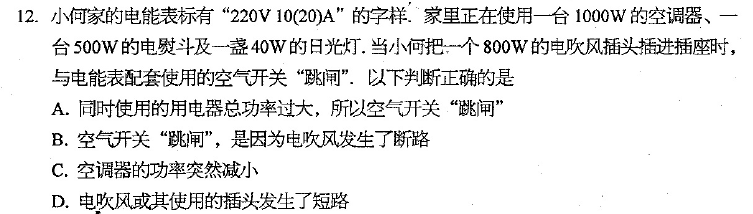 12. 小何家的电能表标有“220V 10(20)A”的字样. 家里正在使用一台 1000W 的空调器、一
台 500W 的电熨斗及一盏 40W 的日光灯. 当小何把一个 800W 的电吹风插头插进插座时，
与电能表配套使用的空气开关“跳闸”. 以下判断正确的是
A. 同时使用的用电器总功率过大，所以空气开关“跳闸”
B. 空气开关“跳闸”，是因为电吹风发生了断路
C. 空调器的功率突然减小
D. 电吹风或其使用的插头发生了短路